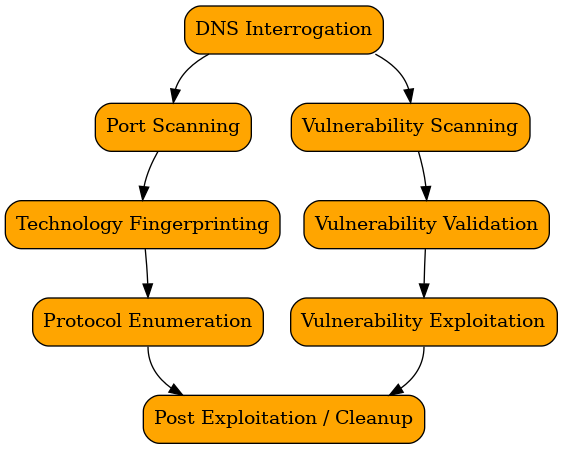 DNS Interrogation
Port Scanning
Vulnerability Scanning
Technology Fingerprinting
Vulnerability Validation
Protocol Enumeration
Vulnerability Exploitation
Post Exploitation / Cleanup